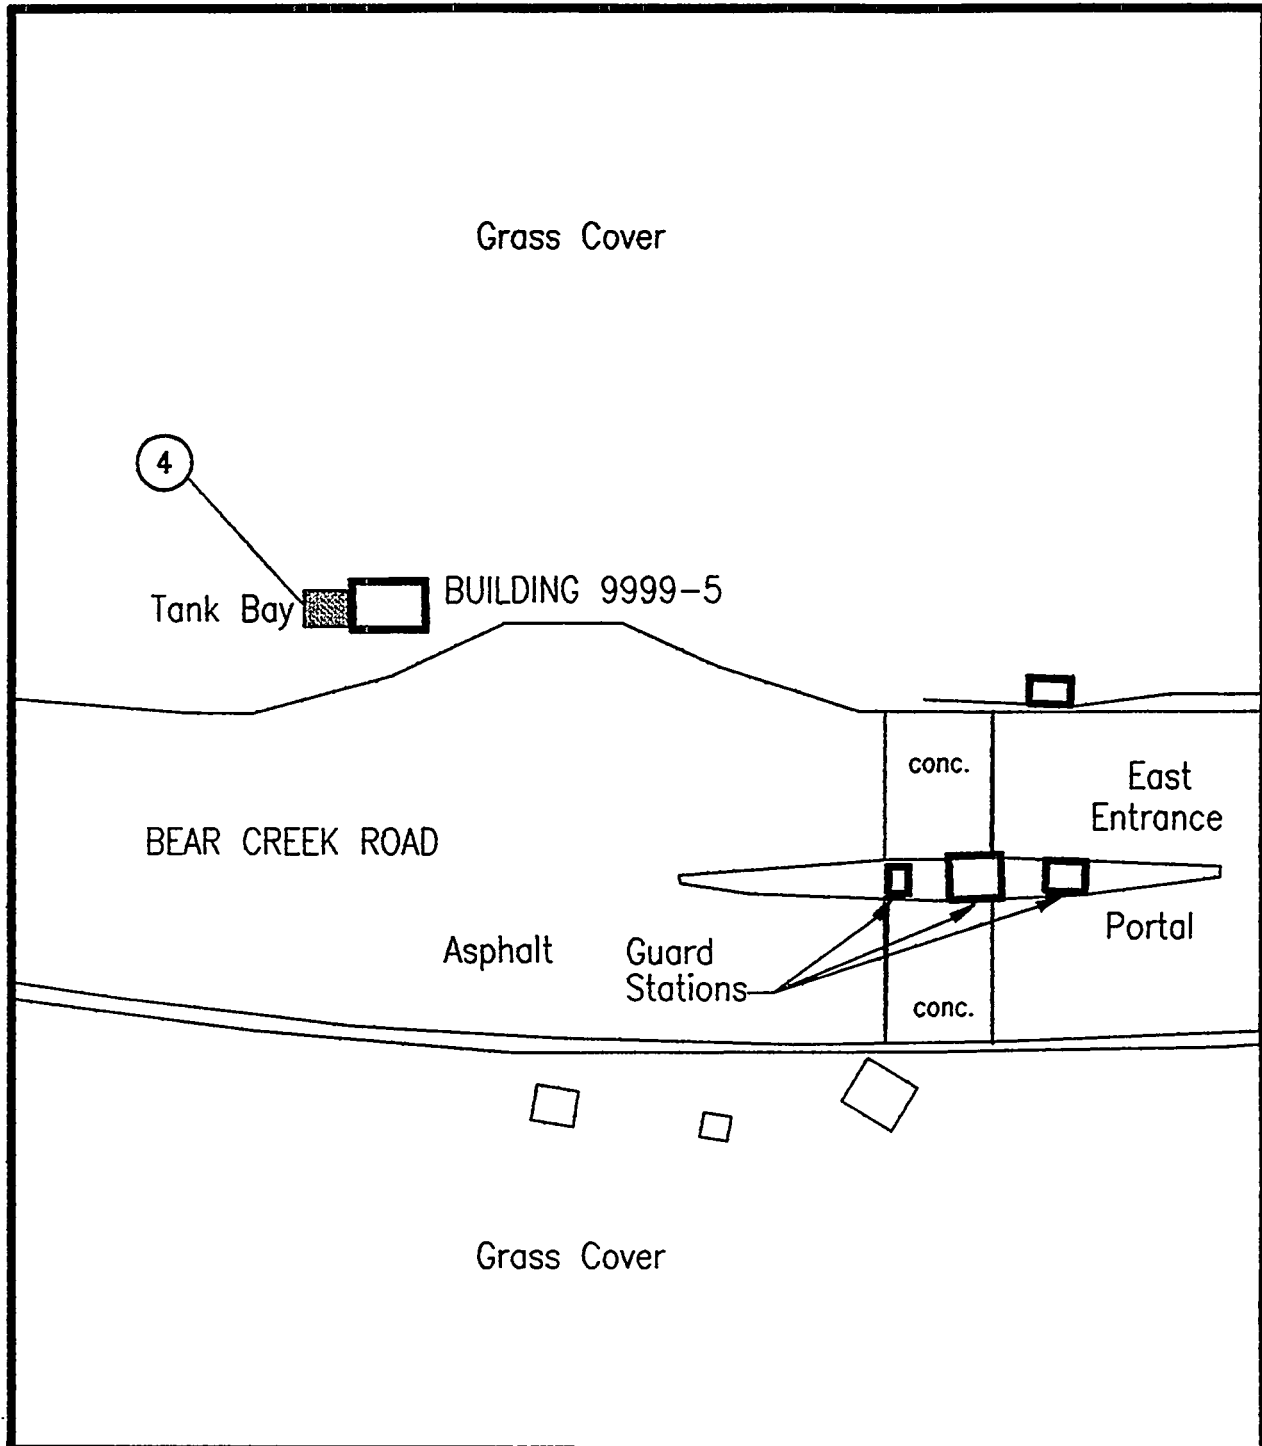 Grass Cover
4
BUILDING 9999-5
Tank Bay
conc.
East
Entrance
BEAR CREEK ROAD
Portal
Asphalt
Guard
Stations
conc.
Grass Cover